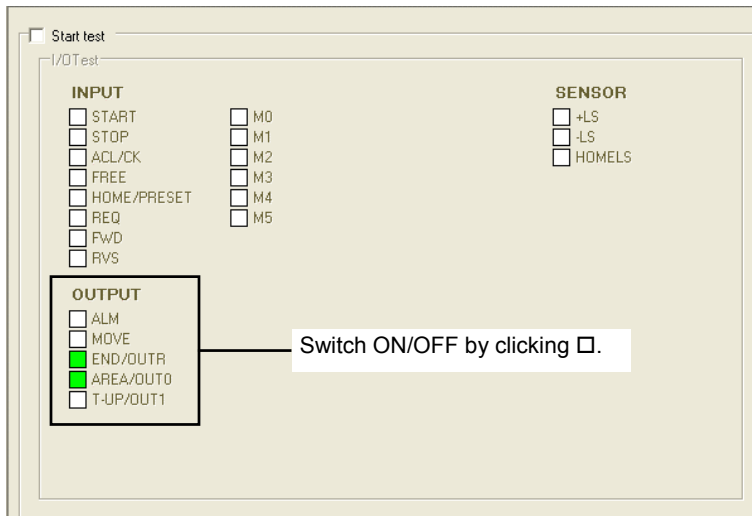 Start test
I/OTest
INPUT
START
STOP
ACL/CK
FREE
HOME/PRESET
REQ
FWD
RVS
M0
M1
M2
M3
M4
M5
SENSOR
+LS
-LS
HOMELS
OUTPUT
ALM
MOVE
END/OUTR
AREA/OUT0
T-UP/OUT1
Switch ON/OFF by clicking □.